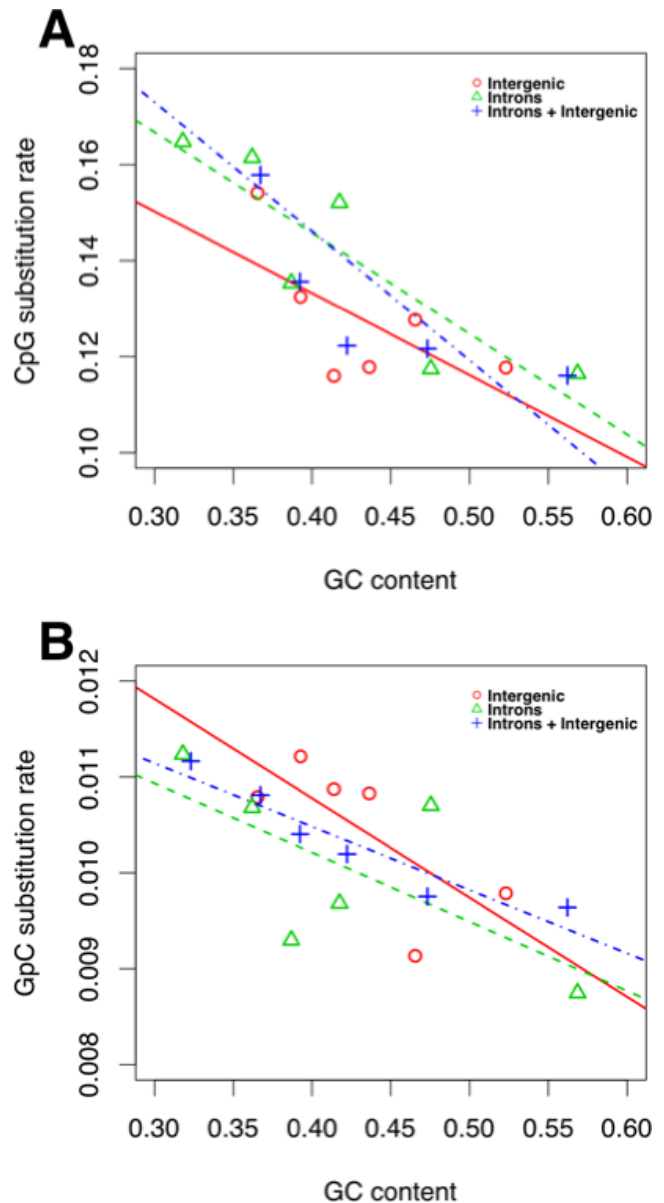 A
CpG substitution rate
0.18
0.16
0.14
0.12
0.10
Intergenic
Introns
Introns + Intergenic
0.30 0.35 0.40 0.45 0.50 0.55 0.60
GC content
B
GpC substitution rate
0.012
0.011
0.010
0.009
0.008
Intergenic
Introns
Introns + Intergenic
0.30 0.35 0.40 0.45 0.50 0.55 0.60
GC content